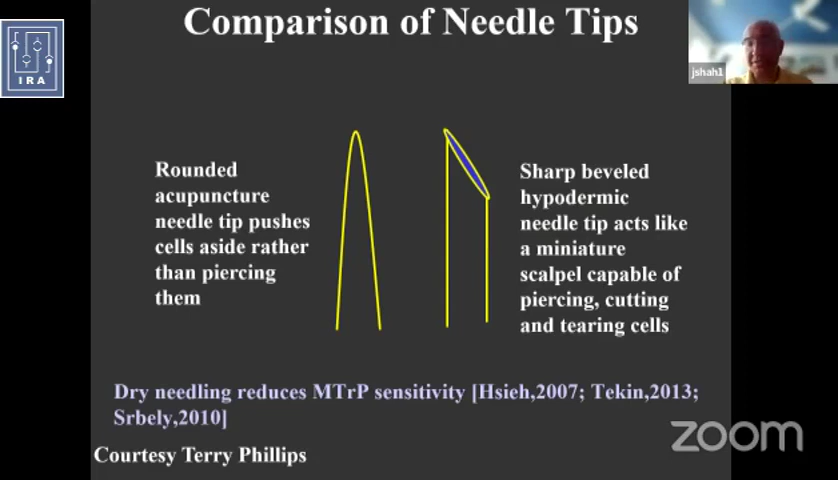 Comparison of Needle Tips
IRA
jshah1
Rounded
acupuncture
needle tip pushes
cells aside rather
than piercing
them
Sharp beveled
hypodermic
needle tip acts like
a miniature
scalpel capable of
piercing, cutting
and tearing cells
Dry needling reduces MTrP sensitivity [Hsieh,2007; Tekin,2013;
Srbely,2010]
zoom
Courtesy Terry Phillips